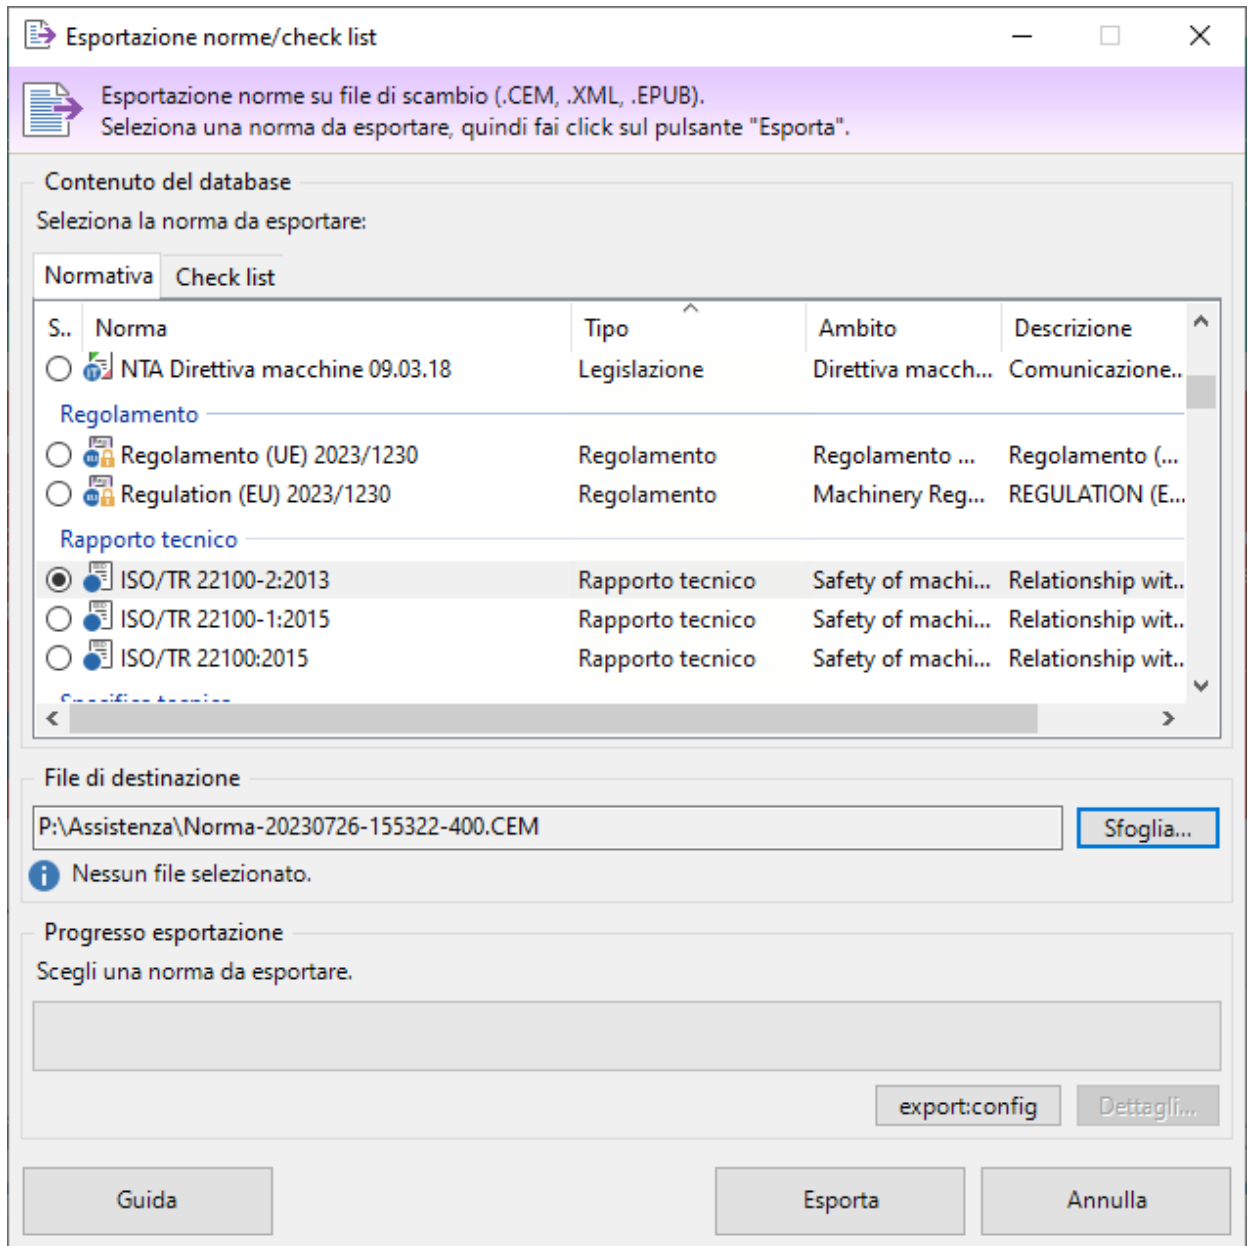 Esportazione norme/check list
Esportazione norme su file di scambio (.CEM, .XML, .EPUB).
Seleziona una norma da esportare, quindi fai click sul pulsante "Esporta".
Contenuto del database
Seleziona la norma da esportare:
Normativa Check list
S.. Norma Tipo Ambito Descrizione
NTA Direttiva macchine 09.03.18 Legislazione Direttiva macch... Comunicazione..
Regolamento
Regolamento (UE) 2023/1230 Regolamento Regolamento ... Regolamento (...
Regulation (EU) 2023/1230 Regolamento Machinery Reg... REGULATION (E...
Rapporto tecnico
ISO/TR 22100-2:2013 Rapporto tecnico Safety of machi... Relationship wit..
ISO/TR 22100-1:2015 Rapporto tecnico Safety of machi... Relationship wit..
ISO/TR 22100:2015 Rapporto tecnico Safety of machi... Relationship wit..
Specifica tecnica
File di destinazione
P:\Assistenza\Norma-20230726-155322-400.CEM Sfoglia...
Nessun file selezionato.
Progresso esportazione
Scegli una norma da esportare.
export:config Dettagli...
Guida Esporta Annulla